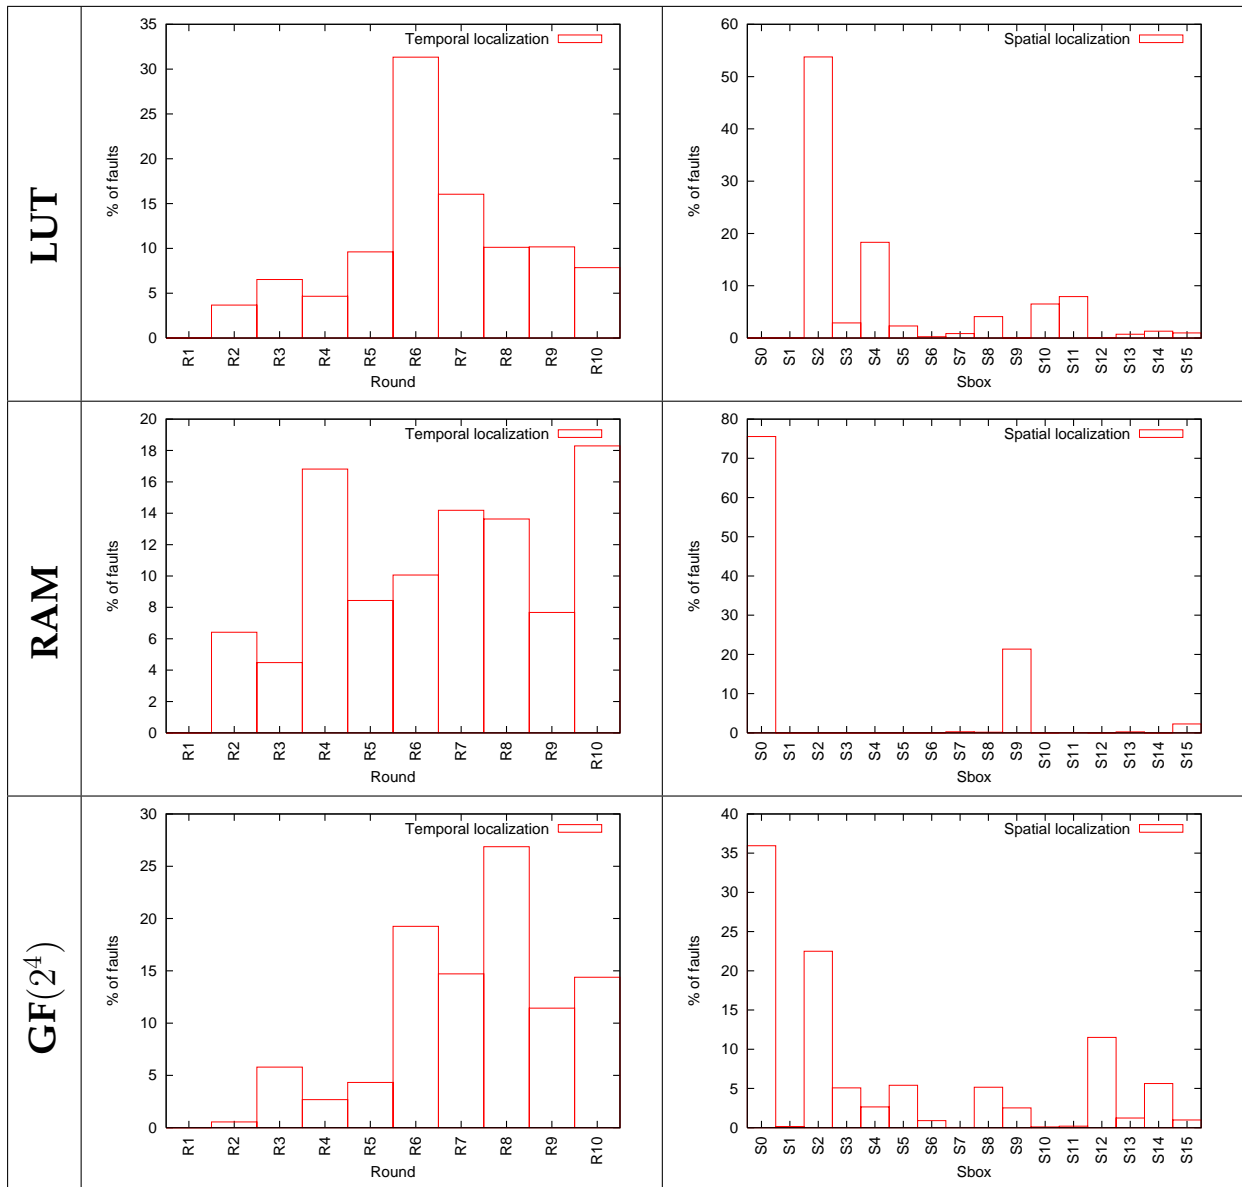 LUT
Temporal localization
% of faults
35
30
25
20
15
10
5
0
R1 R2 R3 R4 R5 R6 R7 R8 R9 R10
Round
Spatial localization
% of faults
60
50
40
30
20
10
0
S0 S1 S2 S3 S4 S5 S6 S7 S8 S9 S10 S11 S12 S13 S14 S15
Sbox
RAM
Temporal localization
% of faults
20
18
16
14
12
10
8
6
4
2
0
R1 R2 R3 R4 R5 R6 R7 R8 R9 R10
Round
Spatial localization
% of faults
80
70
60
50
40
30
20
10
0
S0 S1 S2 S3 S4 S5 S6 S7 S8 S9 S10 S11 S12 S13 S14 S15
Sbox
GF(2⁴)
Temporal localization
% of faults
30
25
20
15
10
5
0
R1 R2 R3 R4 R5 R6 R7 R8 R9 R10
Round
Spatial localization
% of faults
40
35
30
25
20
15
10
5
0
S0 S1 S2 S3 S4 S5 S6 S7 S8 S9 S10 S11 S12 S13 S14 S15
Sbox